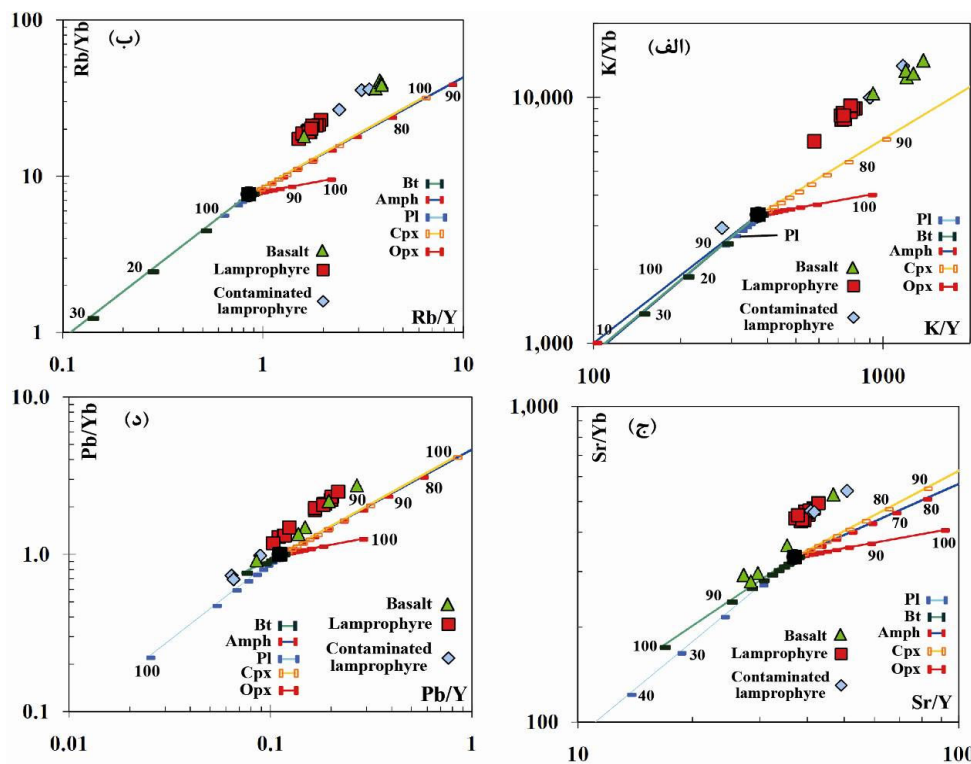 (ب)
Rb/Yb
100
10
1
0.1
1
10
Rb/Y
100
20
30
90
100
100
80
90
Bt
Amph
Pl
Cpx
Opx
Basalt
Lamprophyre
Contaminated
lamprophyre
(الف)
K/Yb
10,000
1,000
100
1000
K/Y
90
100
20
30
10
Pl
80
90
100
Pl
Bt
Amph
Cpx
Opx
Basalt
Lamprophyre
Contaminated
lamprophyre
(د)
Pb/Yb
10.0
1.0
0.1
0.01
0.1
1
Pb/Y
100
90
90
80
100
100
Bt
Amph
Pl
Cpx
Opx
Basalt
Lamprophyre
Contaminated
lamprophyre
(ج)
Sr/Yb
1,000
100
10
100
Sr/Y
90
100
30
40
80
90
80
70
90
100
Pl
Bt
Amph
Cpx
Opx
Basalt
Lamprophyre
Contaminated
lamprophyre